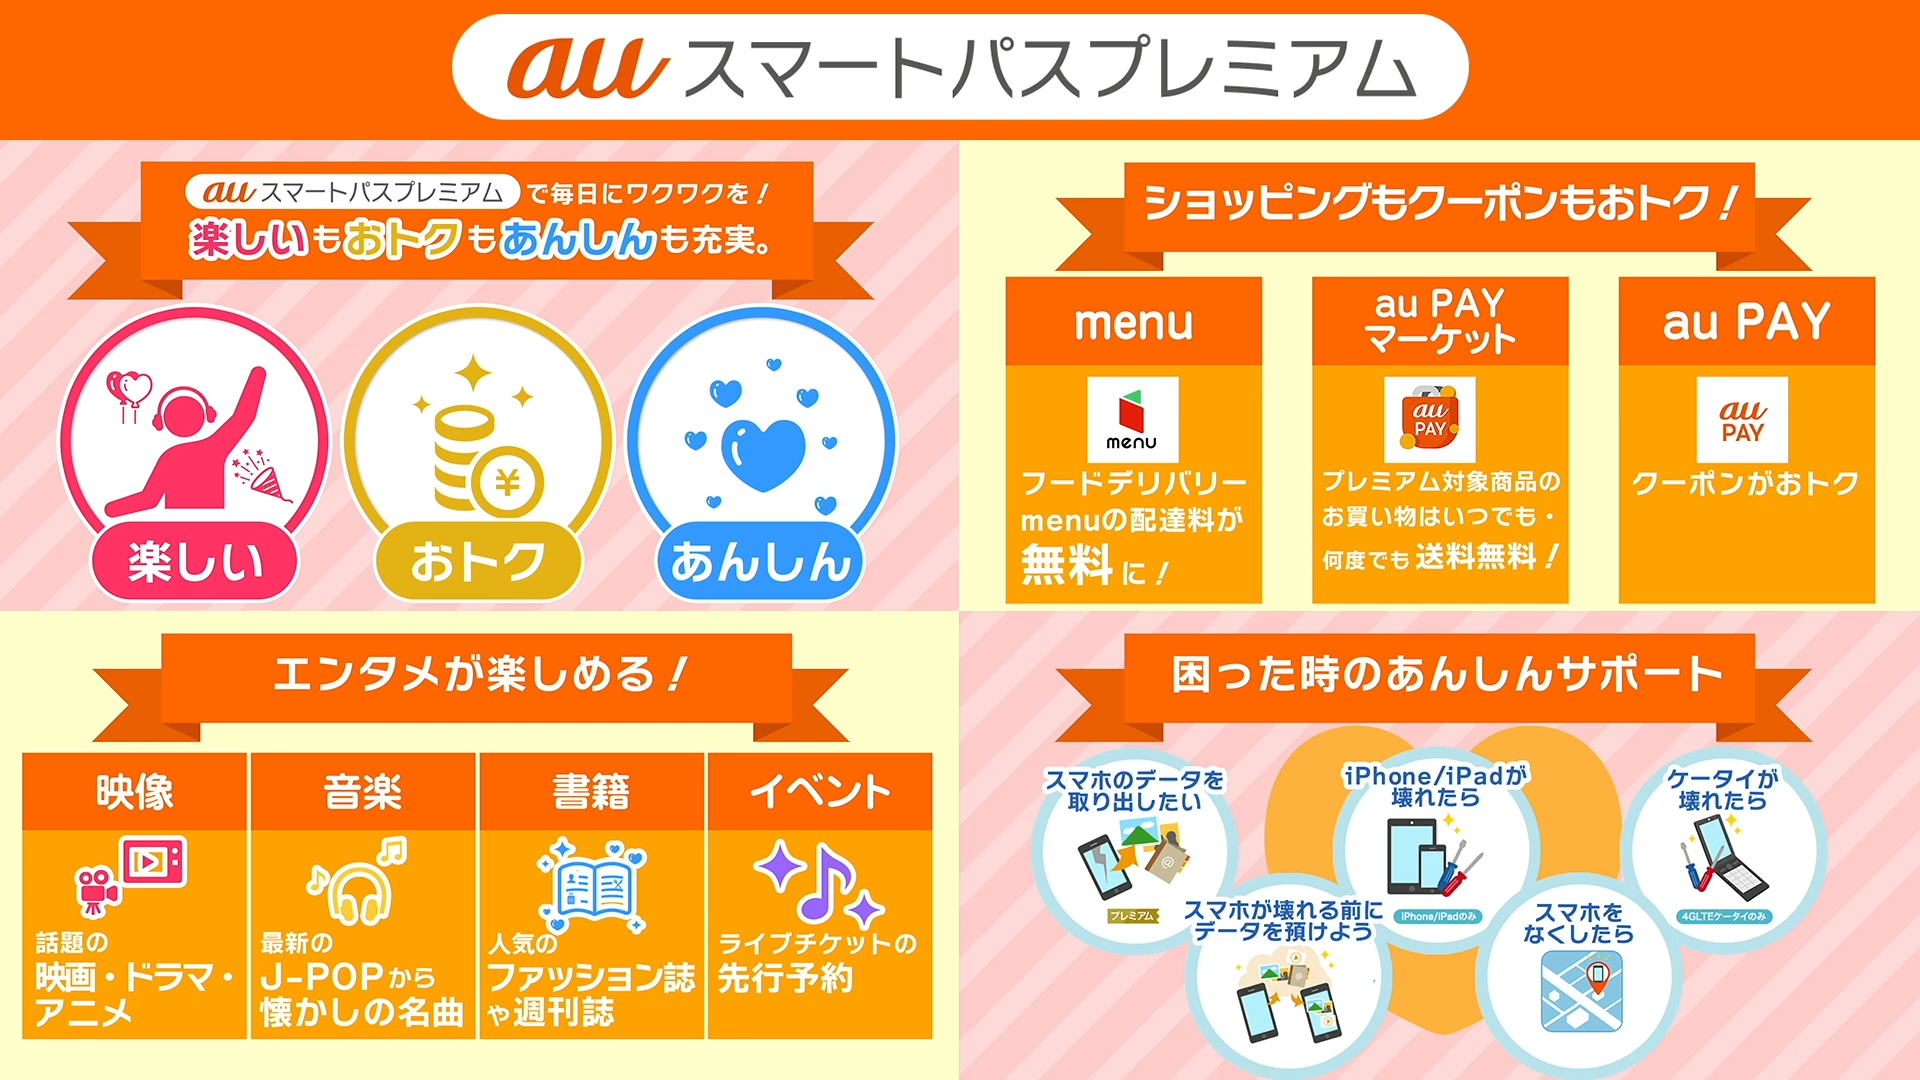 au スマートパスプレミアム
au スマートパスプレミアム で毎日にワクワクを！
楽しいもおトクもあんしんも充実。
楽しい
おトク
¥
あんしん
ショッピングもクーポンもおトク！
menu
menu
フードデリバリー
menuの配達料が
無料に！
au PAY
マーケット
au
PAY
プレミアム対象商品の
お買い物はいつでも・
何度でも送料無料！
au PAY
au
PAY
クーポンがおトク
エンタメが楽しめる！
映像
話題の
映画・ドラマ・
アニメ
音楽
最新の
J-POPから
懐かしの名曲
書籍
人気の
ファッション誌
や週刊誌
イベント
ライブチケットの
先行予約
困った時のあんしんサポート
スマホのデータを
取り出したい
@
プレミアム
スマホが壊れる前に
データを預けよう
iPhone/iPadが
壊れたら
iPhone/iPadのみ
スマホを
なくしたら
ケータイが
壊れたら
4GLTEケータイのみ